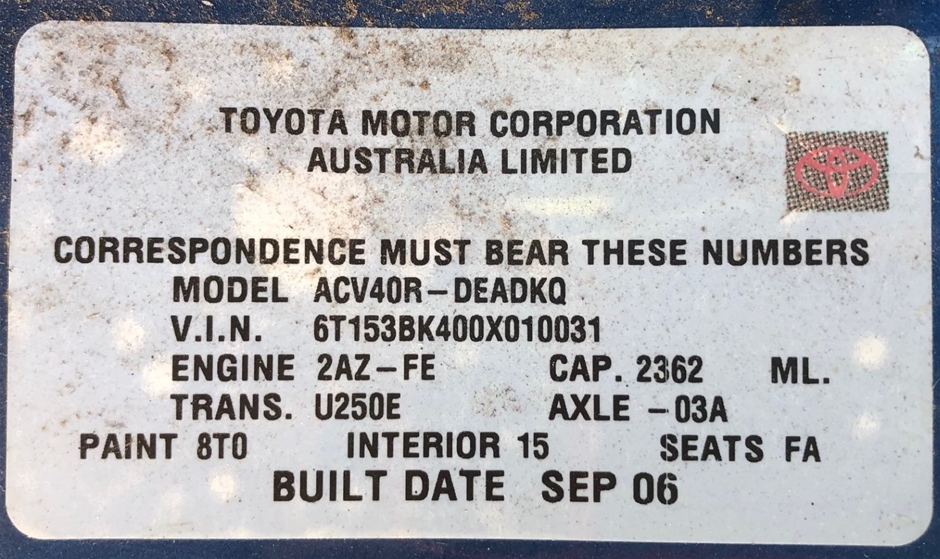 TOYOTA MOTOR CORPORATION
AUSTRALIA LIMITED
CORRESPONDENCE MUST BEAR THESE NUMBERS
MODEL ACV40R-DEADKQ
V.I.N. 6T153BK400X010031
ENGINE 2AZ-FE CAP. 2362 ML.
TRANS. U250E AXLE -03A
PAINT 8T0 INTERIOR 15 SEATS FA
BUILT DATE SEP 06